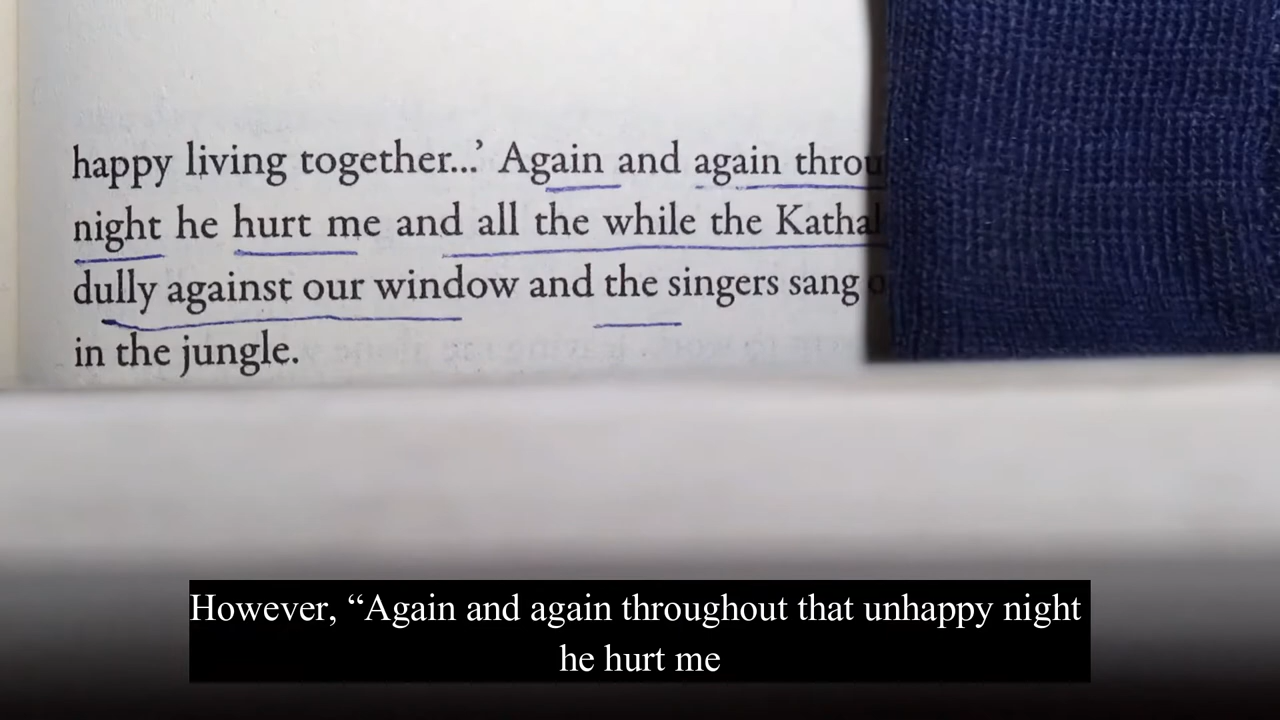 happy living together...’ Again and again throu
night he hurt me and all the while the Kathal
dully against our window and the singers sang
in the jungle.
However, “Again and again throughout that unhappy night
he hurt me